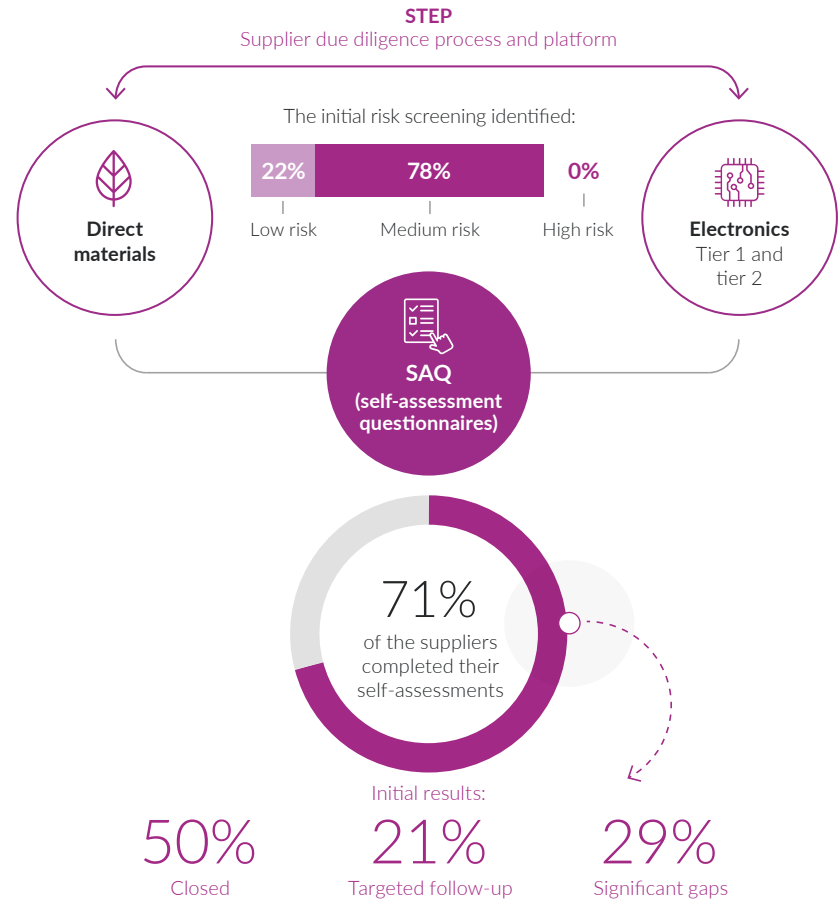 STEP
Supplier due diligence process and platform
The initial risk screening identified:
22%
78%
0%
Low risk
Medium risk
High risk
Direct
materials
Electronics
Tier 1 and
tier 2
SAQ
(self-assessment
questionnaires)
71%
of the suppliers
completed their
self-assessments
Initial results:
50%
21%
29%
Closed
Targeted follow-up
Significant gaps